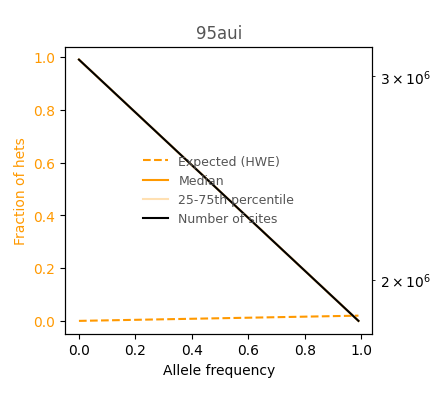 95aui
1.0
0.8
0.6
0.4
0.2
0.0
Fraction of hets
Expected (HWE)
Median
25-75th percentile
Number of sites
3 × 10⁶
2 × 10⁶
0.0 0.2 0.4 0.6 0.8 1.0
Allele frequency